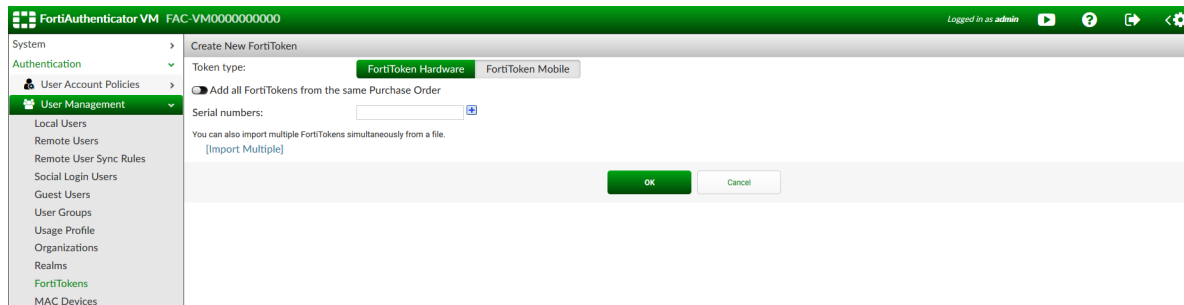 FortiAuthenticator VM FAC-VM0000000000 Logged in as admin
System
Authentication
User Account Policies
User Management
Local Users
Remote Users
Remote User Sync Rules
Social Login Users
Guest Users
User Groups
Usage Profile
Organizations
Realms
FortiTokens
MAC Devices
Create New FortiToken
Token type: FortiToken Hardware FortiToken Mobile
Add all FortiTokens from the same Purchase Order
Serial numbers:
You can also import multiple FortiTokens simultaneously from a file.
[Import Multiple]
OK Cancel